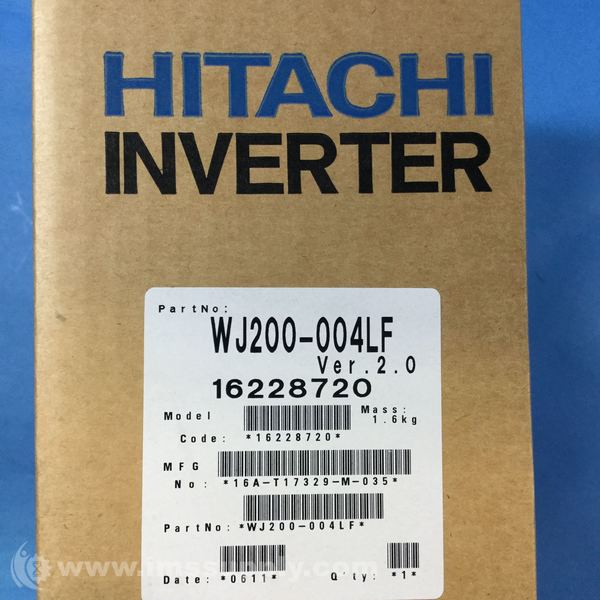 HITACHI
INVERTER
PartNo:
WJ200-004LF
Ver.2.0
16228720
Model Mass:
1.6kg
Code: *16228720*
MFG
No: *16A-T17329-M-035*
PartNo: *WJ200-004LF*
Date: *0611* Q'ty: *1*
www.imssupply.com